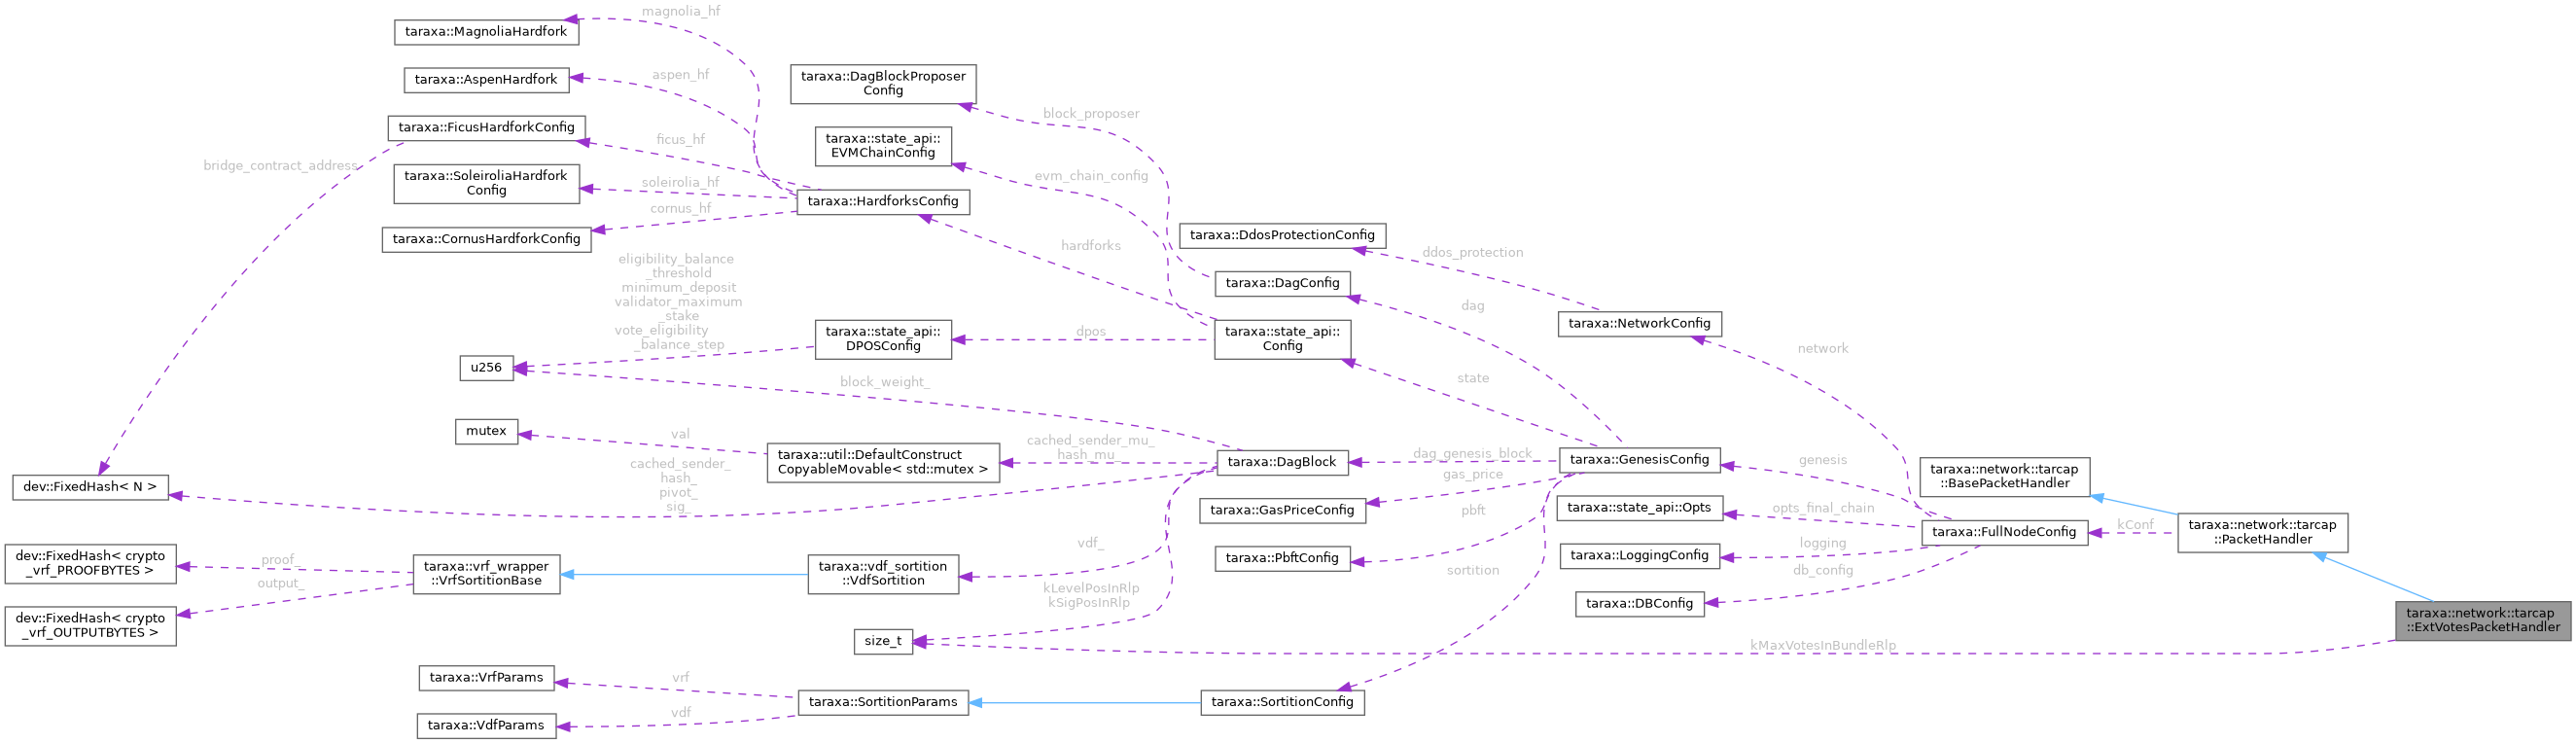 magnolia_hf
taraxa::MagnoliaHardfork
aspen_hf
taraxa::AspenHardfork
taraxa::DagBlockProposer
Config
block_proposer
taraxa::FicusHardforkConfig
ficus_hf
taraxa::state_api::
EVMChainConfig
bridge_contract_address
evm_chain_config
taraxa::SoleiroliaHardfork
Config
soleirolia_hf
taraxa::HardforksConfig
cornus_hf
taraxa::CornusHardforkConfig
taraxa::DdosProtectionConfig
hardforks
ddos_protection
eligibility_balance
_threshold
minimum_deposit
validator_maximum
_stake
vote_eligibility
_balance_step
taraxa::DagConfig
dag
taraxa::NetworkConfig
taraxa::state_api::
DPOSConfig
dpos
taraxa::state_api::
Config
network
u256
block_weight_
state
mutex
val
taraxa::util::DefaultConstruct
CopyableMovable< std::mutex >
cached_sender_mu_
hash_mu_
taraxa::DagBlock
dag_genesis_block
taraxa::GenesisConfig
genesis
taraxa::network::tarcap
::BasePacketHandler
dev::FixedHash< N >
cached_sender_
hash_
pivot_
sig_
gas_price
taraxa::GasPriceConfig
pbft
taraxa::state_api::Opts
opts_final_chain
taraxa::FullNodeConfig
kConf
taraxa::network::tarcap
::PacketHandler
dev::FixedHash< crypto
_vrf_PROOFBYTES >
proof_
output_
taraxa::vrf_wrapper
::VrfSortitionBase
taraxa::vdf_sortition
::VdfSortition
vdf_
taraxa::PbftConfig
taraxa::LoggingConfig
logging
db_config
sortition
kLevelPosInRlp
kSigPosInRlp
taraxa::DBConfig
dev::FixedHash< crypto
_vrf_OUTPUTBYTES >
taraxa::network::tarcap
::ExtVotesPacketHandler
size_t
kMaxVotesInBundleRlp
taraxa::VrfParams
vrf
taraxa::SortitionParams
taraxa::SortitionConfig
vdf
taraxa::VdfParams